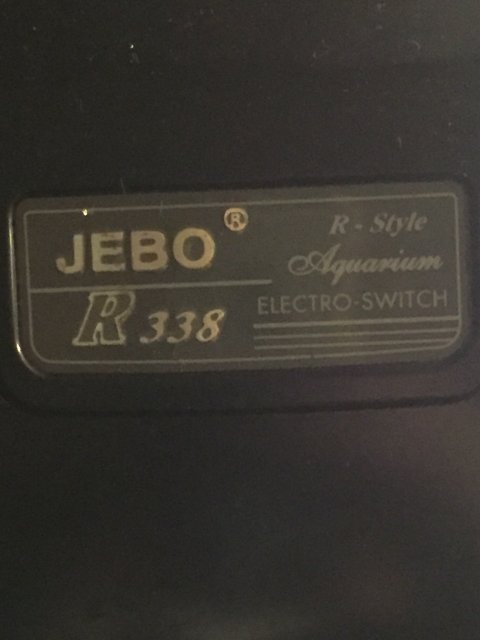 JEBO®
R 338
R - Style
Aquarium
ELECTRO-SWITCH